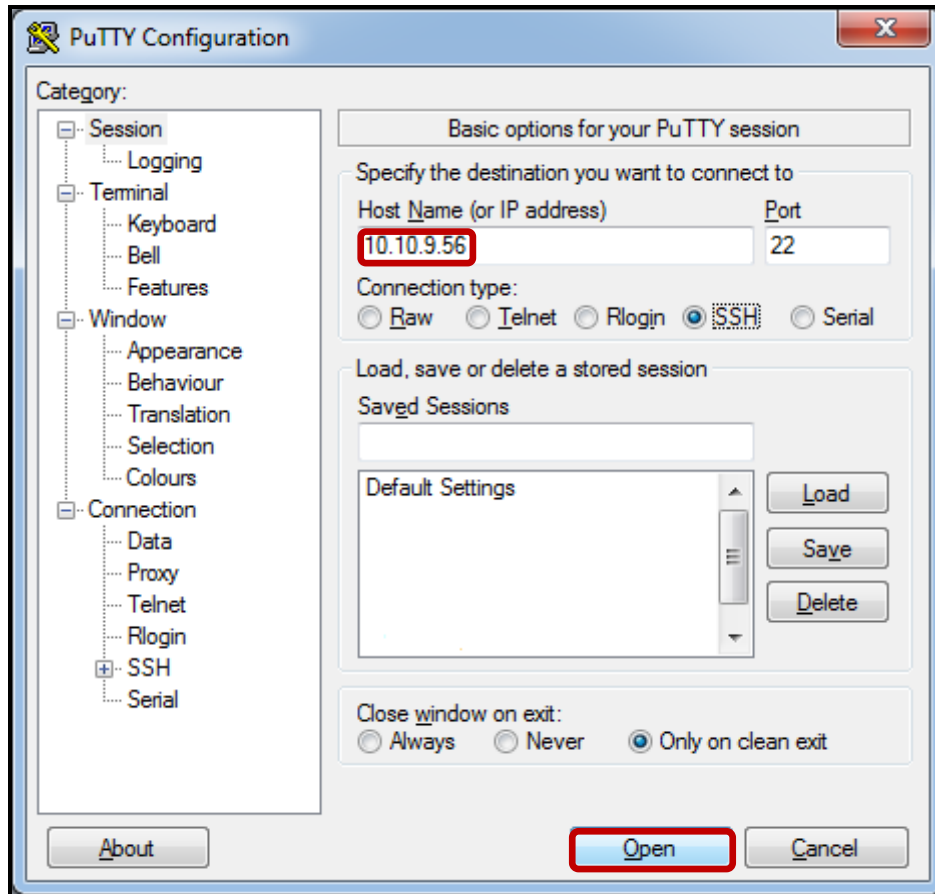 PuTTY Configuration
X
Category:
Session
Logging
Terminal
Keyboard
Bell
Features
Window
Appearance
Behaviour
Translation
Selection
Colours
Connection
Data
Proxy
Telnet
Rlogin
SSH
Serial
Basic options for your PuTTY session
Specify the destination you want to connect to
Host Name (or IP address) Port
10.10.9.56 22
Connection type:
Raw Telnet Rlogin SSH Serial
Load, save or delete a stored session
Saved Sessions
Default Settings
Load
Save
Delete
Close window on exit:
Always Never Only on clean exit
About Open Cancel